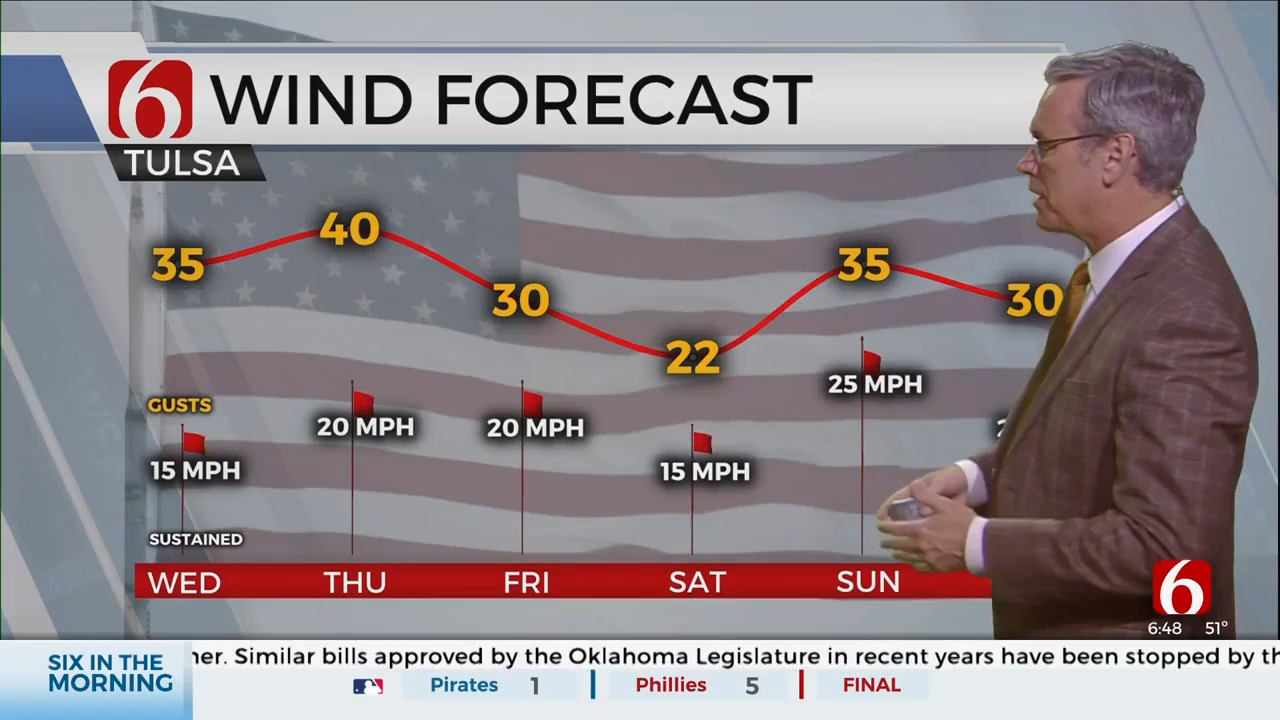 6 WIND FORECAST
TULSA
35 40 30 22 35 30
GUSTS
15 MPH 20 MPH 20 MPH 15 MPH 25 MPH
SUSTAINED
WED THU FRI SAT SUN
6
6:48 51°
SIX IN THE
MORNING
Similar bills approved by the Oklahoma Legislature in recent years have been stopped by
Pirates 1 Phillies 5 FINAL